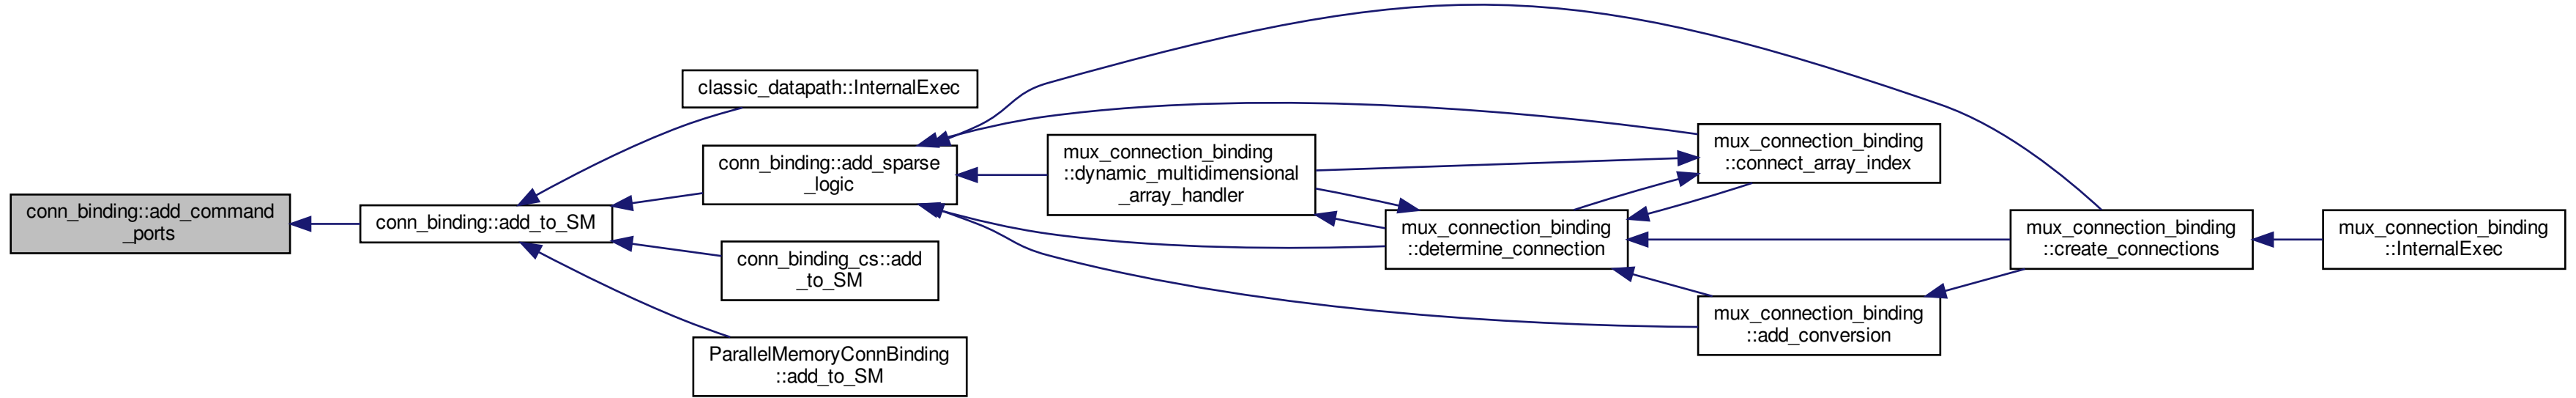 conn_binding::add_command
_ports
conn_binding::add_to_SM
classic_datapath::InternalExec
conn_binding::add_sparse
_logic
conn_binding_cs::add
_to_SM
ParallelMemoryConnBinding
::add_to_SM
mux_connection_binding
::dynamic_multidimensional
_array_handler
mux_connection_binding
::determine_connection
mux_connection_binding
::connect_array_index
mux_connection_binding
::add_conversion
mux_connection_binding
::create_connections
mux_connection_binding
::InternalExec